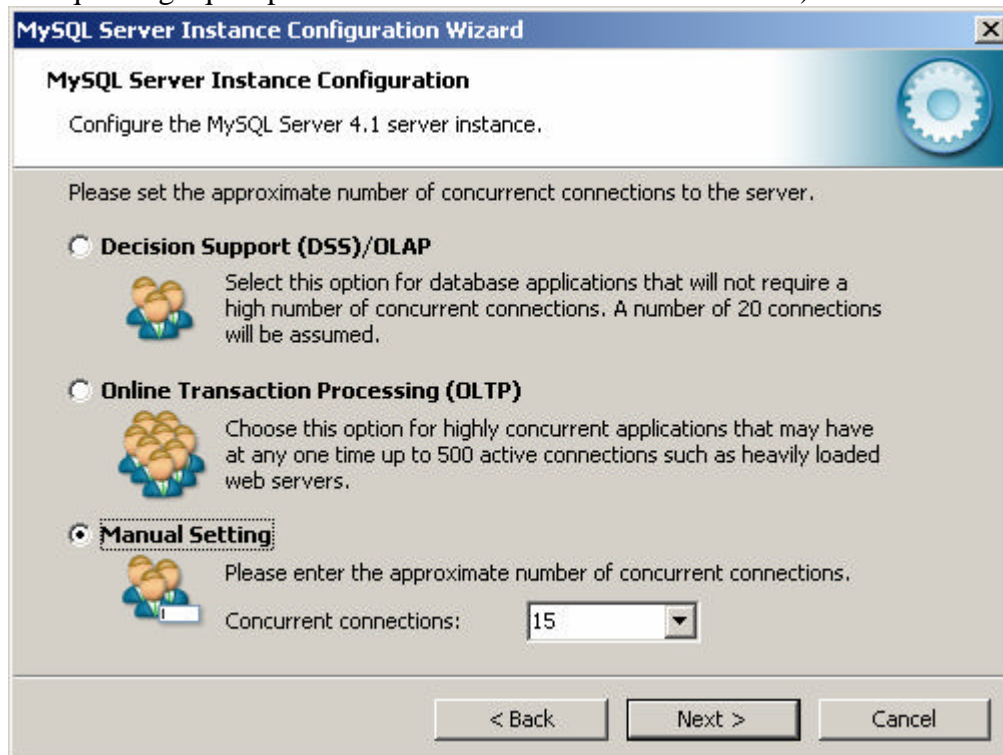 MySQL Server Instance Configuration Wizard
MySQL Server Instance Configuration
Configure the MySQL Server 4.1 server instance.
Please set the approximate number of concurrenct connections to the server.
Decision Support (DSS)/OLAP
Select this option for database applications that will not require a
high number of concurrent connections. A number of 20 connections
will be assumed.
Online Transaction Processing (OLTP)
Choose this option for highly concurrent applications that may have
at any one time up to 500 active connections such as heavily loaded
web servers.
Manual Setting
Please enter the approximate number of concurrent connections.
Concurrent connections: 15
< Back Next > Cancel